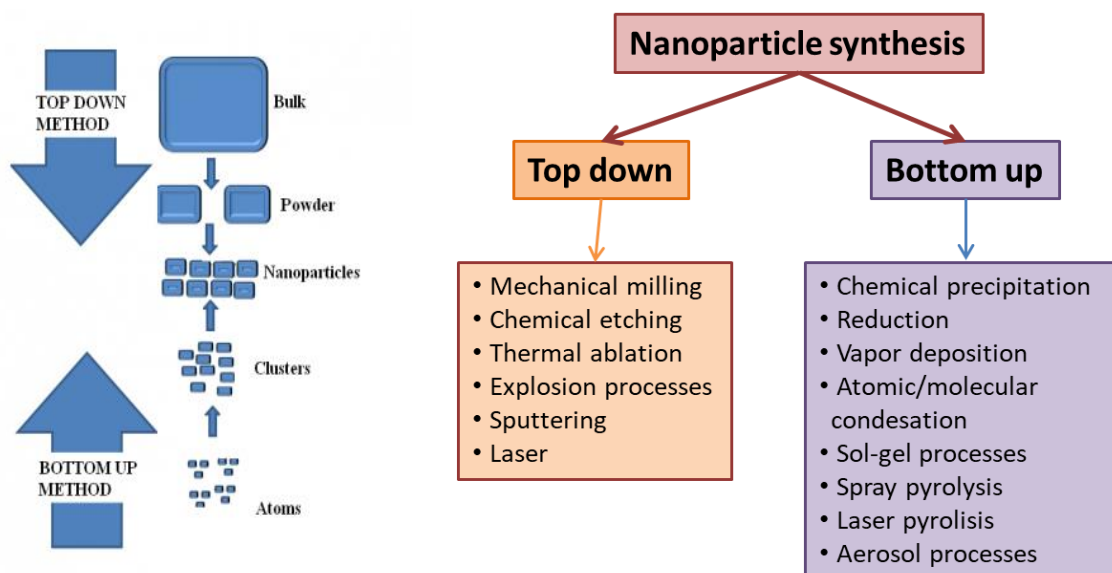 TOP DOWN
METHOD
Bulk
Powder
Nanoparticles
Clusters
BOTTOM UP
METHOD
Atoms
Nanoparticle synthesis
Top down
Bottom up
• Mechanical milling
• Chemical etching
• Thermal ablation
• Explosion processes
• Sputtering
• Laser
• Chemical precipitation
• Reduction
• Vapor deposition
• Atomic/molecular
condesation
• Sol-gel processes
• Spray pyrolysis
• Laser pyrolisis
• Aerosol processes